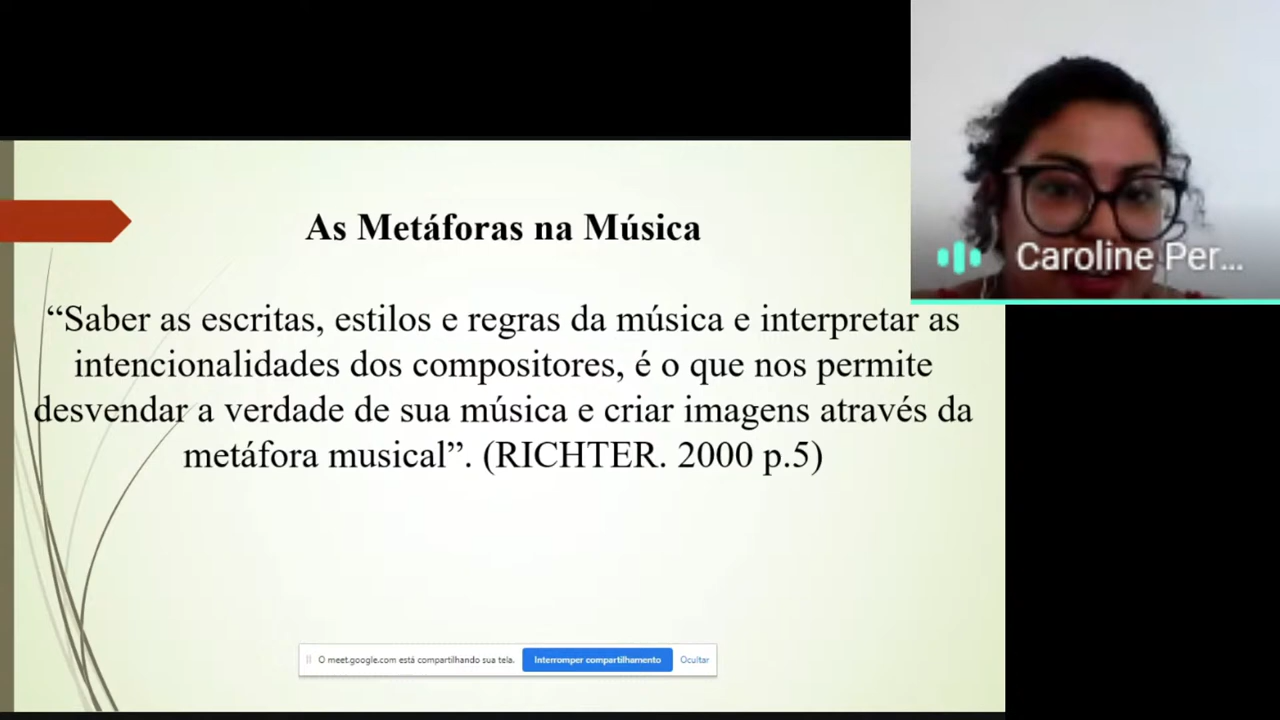 As Metáforas na Música
“Saber as escritas, estilos e regras da música e interpretar as
intencionalidades dos compositores, é o que nos permite
desvendar a verdade de sua música e criar imagens através da
metáfora musical”. (RICHTER. 2000 p.5)
Caroline Per...
O meet.google.com está compartilhando sua tela. Interromper compartilhamento Ocultar